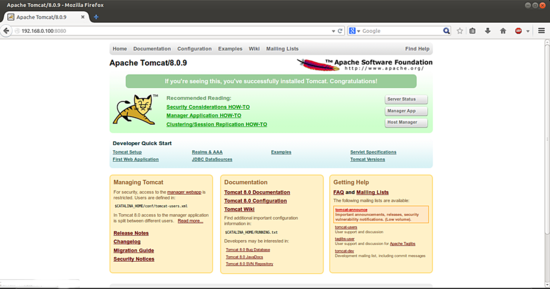 Apache Tomcat/8.0.9 - Mozilla Firefox
Apache Tomcat/8.0.9
192.168.0.100:8080
Google
Home Documentation Configuration Examples Wiki Mailing Lists Find Help
Apache Tomcat/8.0.9
The Apache Software Foundation
http://www.apache.org/
If you're seeing this, you've successfully installed Tomcat. Congratulations!
TM
Recommended Reading:
Security Considerations HOW-TO
Manager Application HOW-TO
Clustering/Session Replication HOW-TO
Server Status
Manager App
Host Manager
Developer Quick Start
Tomcat Setup
First Web Application
Realms & AAA
JDBC DataSources
Examples
Servlet Specifications
Tomcat Versions
Managing Tomcat
For security, access to the manager webapp is
restricted. Users are defined in:
$CATALINA_HOME/conf/tomcat-users.xml
In Tomcat 8.0 access to the manager application
is split between different users. Read more...
Release Notes
Changelog
Migration Guide
Security Notices
Documentation
Tomcat 8.0 Documentation
Tomcat 8.0 Configuration
Tomcat Wiki
Find additional important configuration
information in:
$CATALINA_HOME/RUNNING.txt
Developers may be interested in:
Tomcat 8.0 Bug Database
Tomcat 8.0 JavaDocs
Tomcat 8.0 SVN Repository
Getting Help
FAQ and Mailing Lists
The following mailing lists are available:
tomcat-announce
Important announcements, releases, security
vulnerability notifications. (Low volume).
tomcat-users
User support and discussion
taglibs-user
User support and discussion for Apache Taglibs
tomcat-dev
Development mailing list, including commit messages